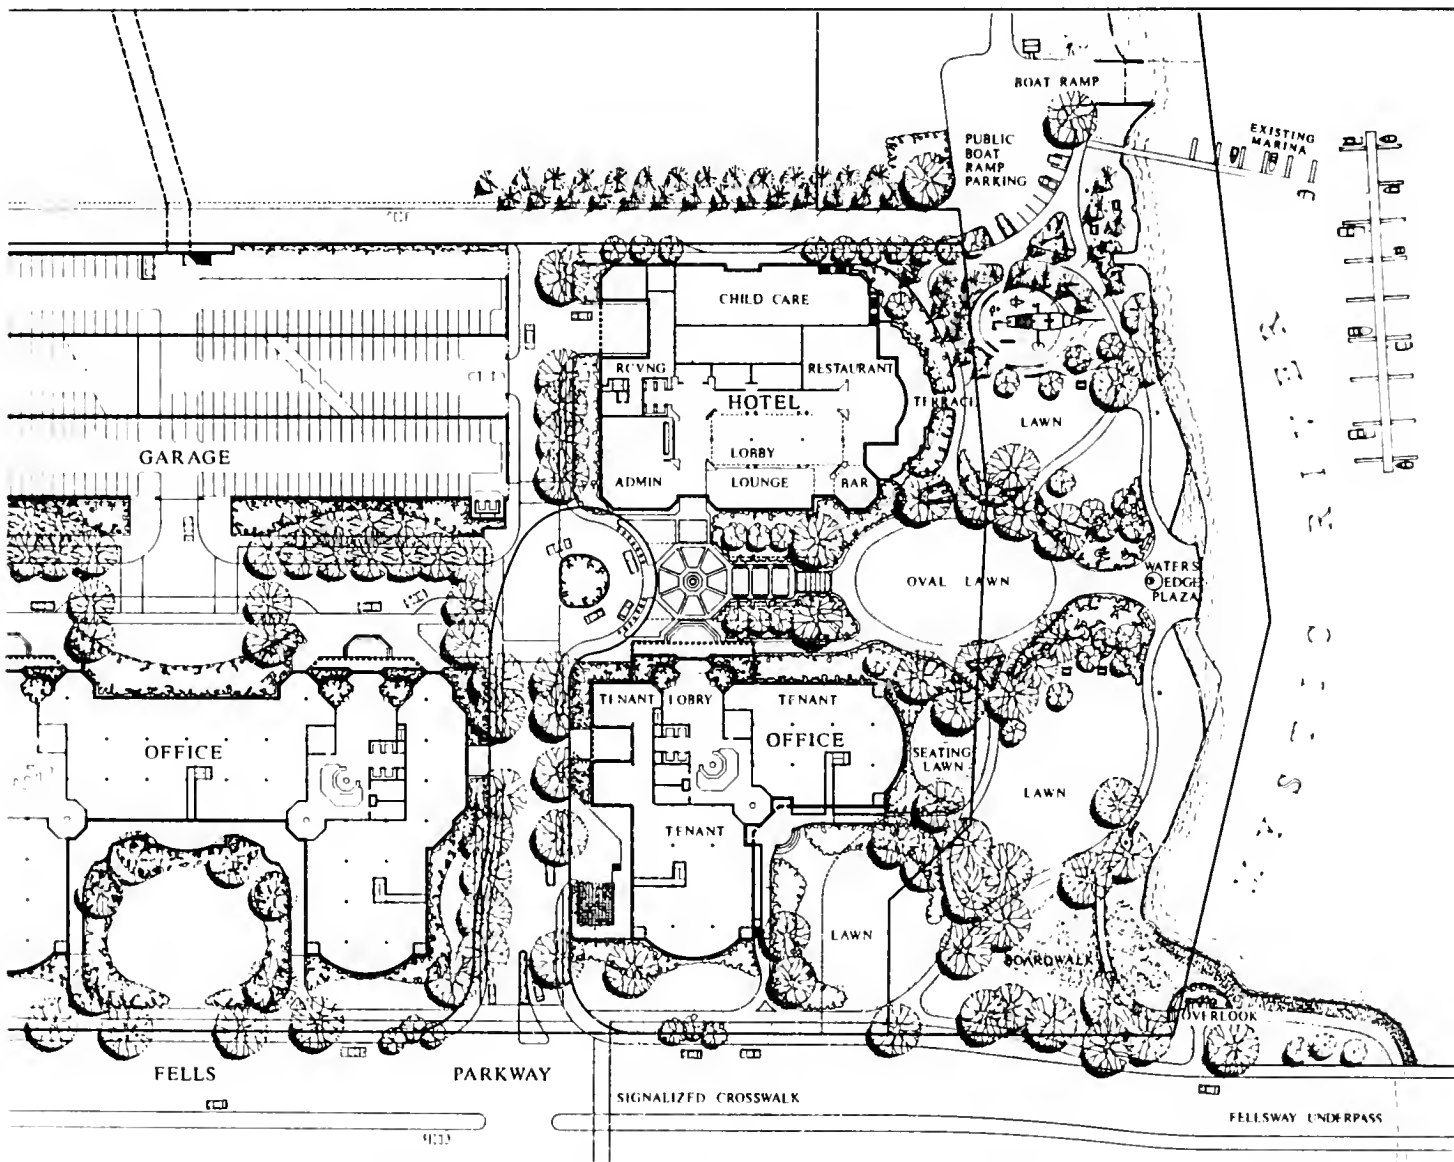 BOAT RAMP
EXISTING
MARINA
PUBLIC
BOAT
RAMP
PARKING
CHILD CARE
RCVNG
RESTAURANT
HOTEL
TERRACE
LAWN
GARAGE
LOBBY
ADMIN
LOUNGE
BAR
OVAL LAWN
WATERS
EDGE
PLAZA
TENANT
LOBBY
TENANT
OFFICE
OFFICE
SEATING
LAWN
LAWN
TENANT
LAWN
BOARDWALK
OVERLOOK
FELLS PARKWAY
SIGNALIZED CROSSWALK
FELLSWAY UNDERPASS